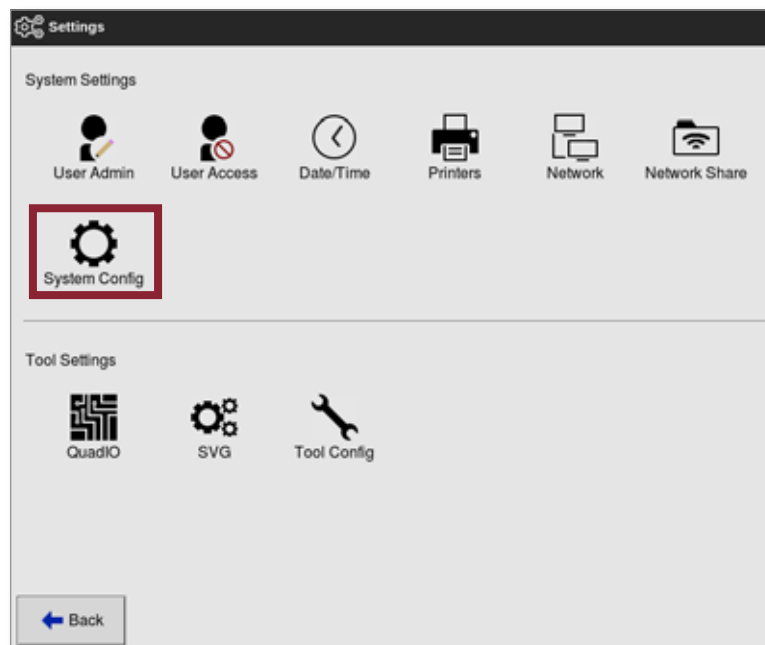 Settings
System Settings
User Admin User Access Date/Time Printers Network Network Share
System Config
Tool Settings
QuadIO SVG Tool Config
Back